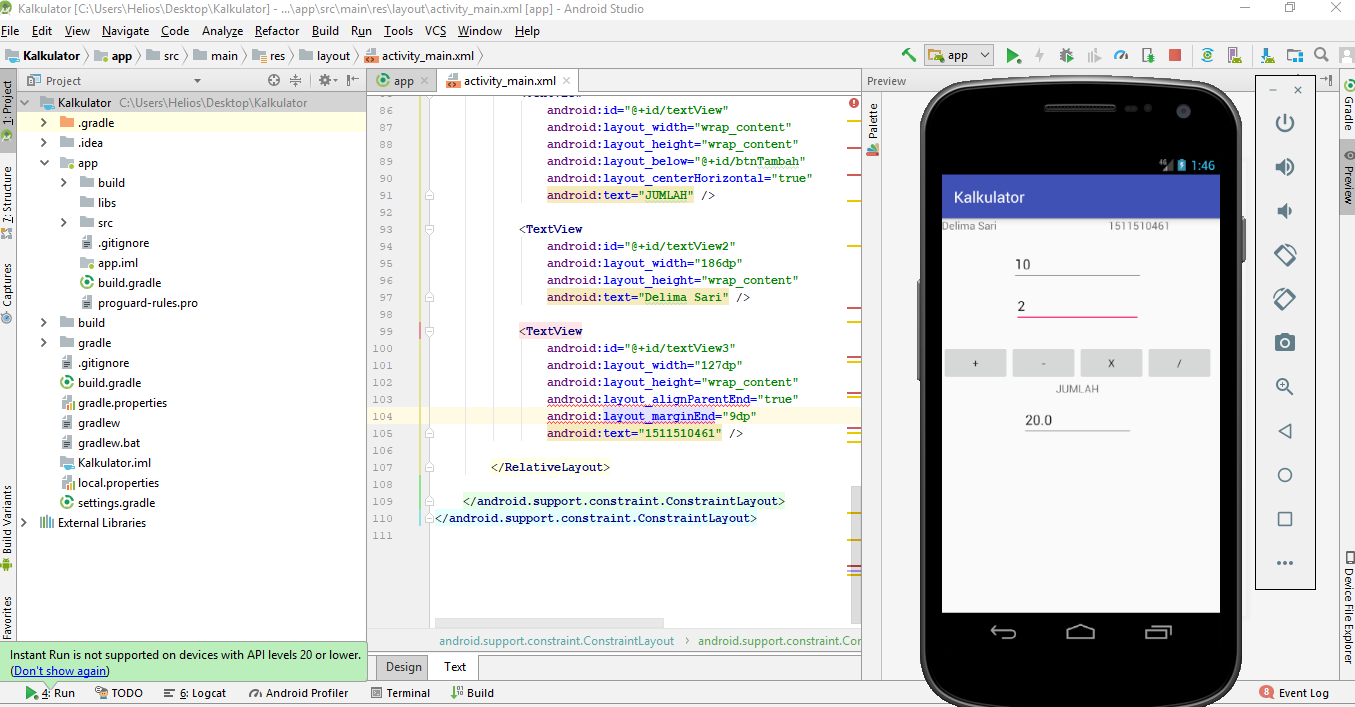 Kalkulator [C:\Users\Helios\Desktop\Kalkulator] - ...\app\src\main\res\layout\activity_main.xml [app] - Android Studio
File Edit View Navigate Code Analyze Refactor Build Run Tools VCS Window Help
Kalkulator app src main res layout activity_main.xml app
Project
app activity_main.xml
Preview
1: Project
7: Structure
Captures
Build Variants
Favorites
Kalkulator C:\Users\Helios\Desktop\Kalkulator
.gradle
.idea
app
build
libs
src
.gitignore
app.iml
build.gradle
proguard-rules.pro
build
gradle
.gitignore
build.gradle
gradle.properties
gradlew
gradlew.bat
Kalkulator.iml
local.properties
settings.gradle
External Libraries
86 android:id="@+id/textView"
87 android:layout_width="wrap_content"
88 android:layout_height="wrap_content"
89 android:layout_below="@+id/btnTambah"
90 android:layout_centerHorizontal="true"
91 android:text="JUMLAH" />
92
93 <TextView
94 android:id="@+id/textView2"
95 android:layout_width="186dp"
96 android:layout_height="wrap_content"
97 android:text="Delima Sari" />
98
99 <TextView
100 android:id="@+id/textView3"
101 android:layout_width="127dp"
102 android:layout_height="wrap_content"
103 android:layout_alignParentEnd="true"
104 android:layout_marginEnd="9dp"
105 android:text="1511510461" />
106
107 </RelativeLayout>
108
109 </android.support.constraint.ConstraintLayout>
110 </android.support.constraint.ConstraintLayout>
111
android.support.constraint.ConstraintLayout android.support.constraint.Cor
Design Text
Palette
4G 1:46
Kalkulator
Delima Sari 1511510461
10
2
+ - X /
JUMLAH
20.0
Gradle
Preview
Device File Explorer
Instant Run is not supported on devices with API levels 20 or lower.
(Don't show again)
4: Run TODO 6: Logcat Android Profiler Terminal Build 8 Event Log